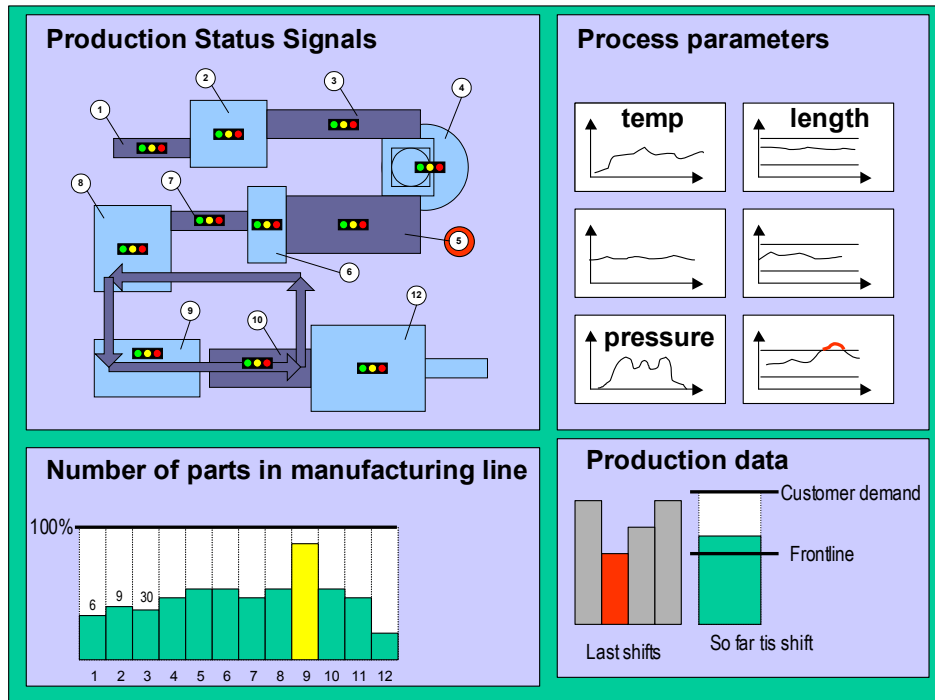 Production Status Signals
1
2
3
4
5
6
7
8
9
10
12
Process parameters
temp
length
pressure
Number of parts in manufacturing line
100%
6 9 30
1 2 3 4 5 6 7 8 9 10 11 12
Production data
Customer demand
Frontline
Last shifts
So far tis shift